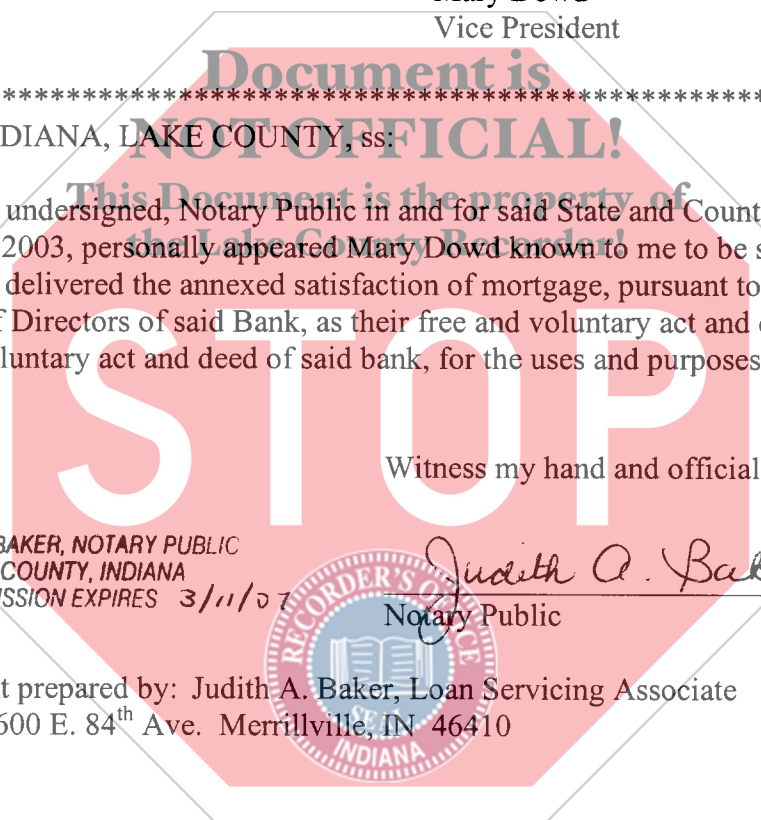 Mary Dowd
Vice President
Document is
************************************************
DIANA, LAKE COUNTY, ss:
NOT OFFICIAL!
This Document is the property of
undersigned, Notary Public in and for said State and Count
the Lake County Recorder!
2003, personally appeared Mary Dowd known to me to be s
delivered the annexed satisfaction of mortgage, pursuant to
f Directors of said Bank, as their free and voluntary act and
luntary act and deed of said bank, for the uses and purposes
STOP
Witness my hand and official
BAKER, NOTARY PUBLIC
COUNTY, INDIANA
SSION EXPIRES 3/11/07
Judith A. Bak
Notary Public
RECORDER'S OFFICE
SEAL
INDIANA
t prepared by: Judith A. Baker, Loan Servicing Associate
600 E. 84th Ave. Merrillville, IN 46410